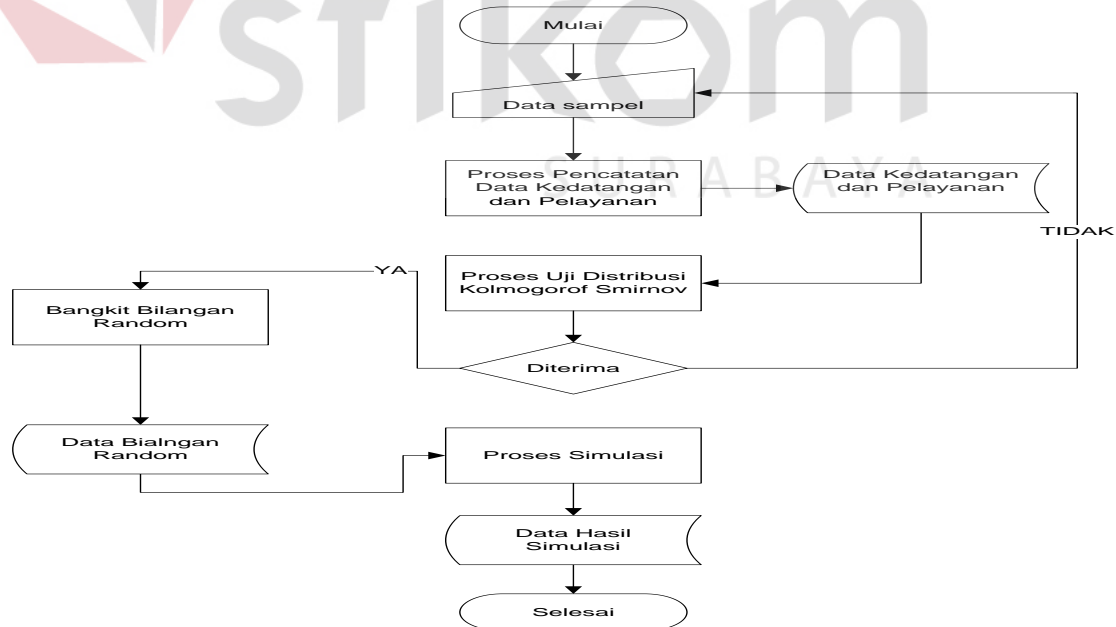 STIKOM
SURABAYA
Mulai
Data sampel
Proses Pencatatan
Data Kedatangan
dan Pelayanan
Data Kedatangan
dan Pelayanan
TIDAK
YA
Proses Uji Distribusi
Kolmogorof Smirnov
Bangkit Bilangan
Random
Diterima
Data Bialngan
Random
Proses Simulasi
Data Hasil
Simulasi
Selesai